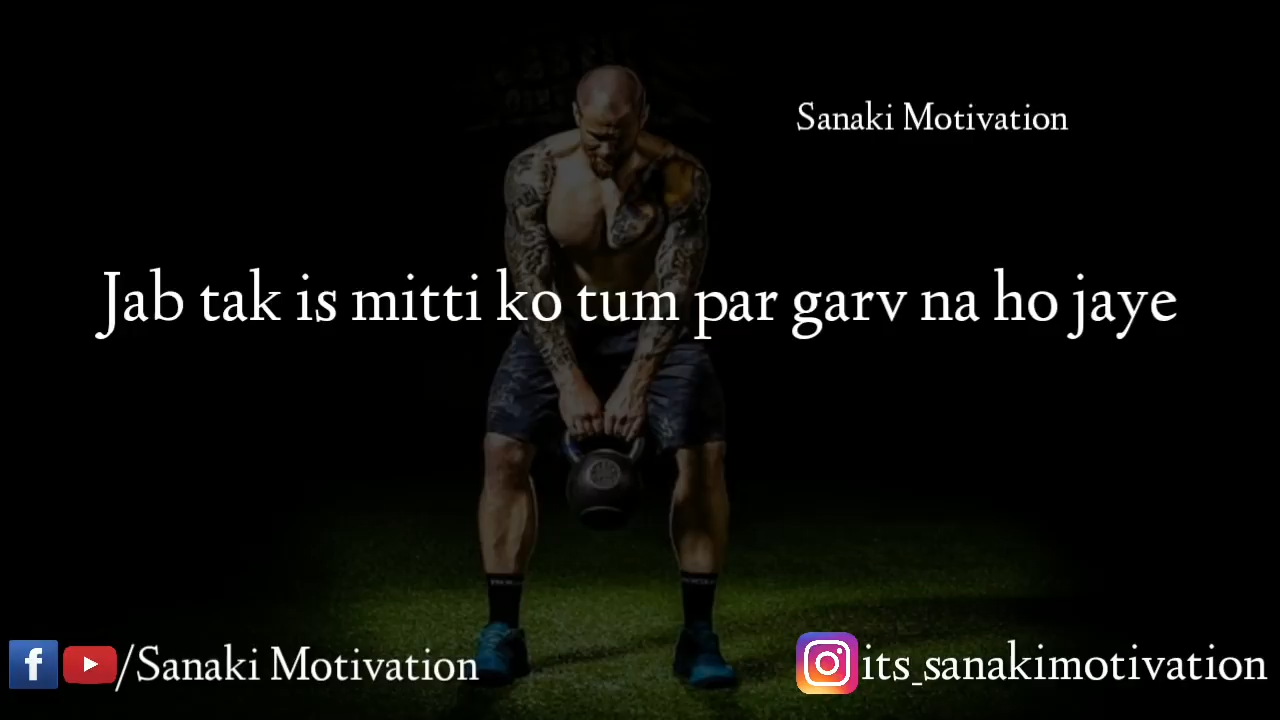 Sanaki Motivation
Jab tak is mitti ko tum par garv na ho jaye
/Sanaki Motivation
its_sanakimotivation